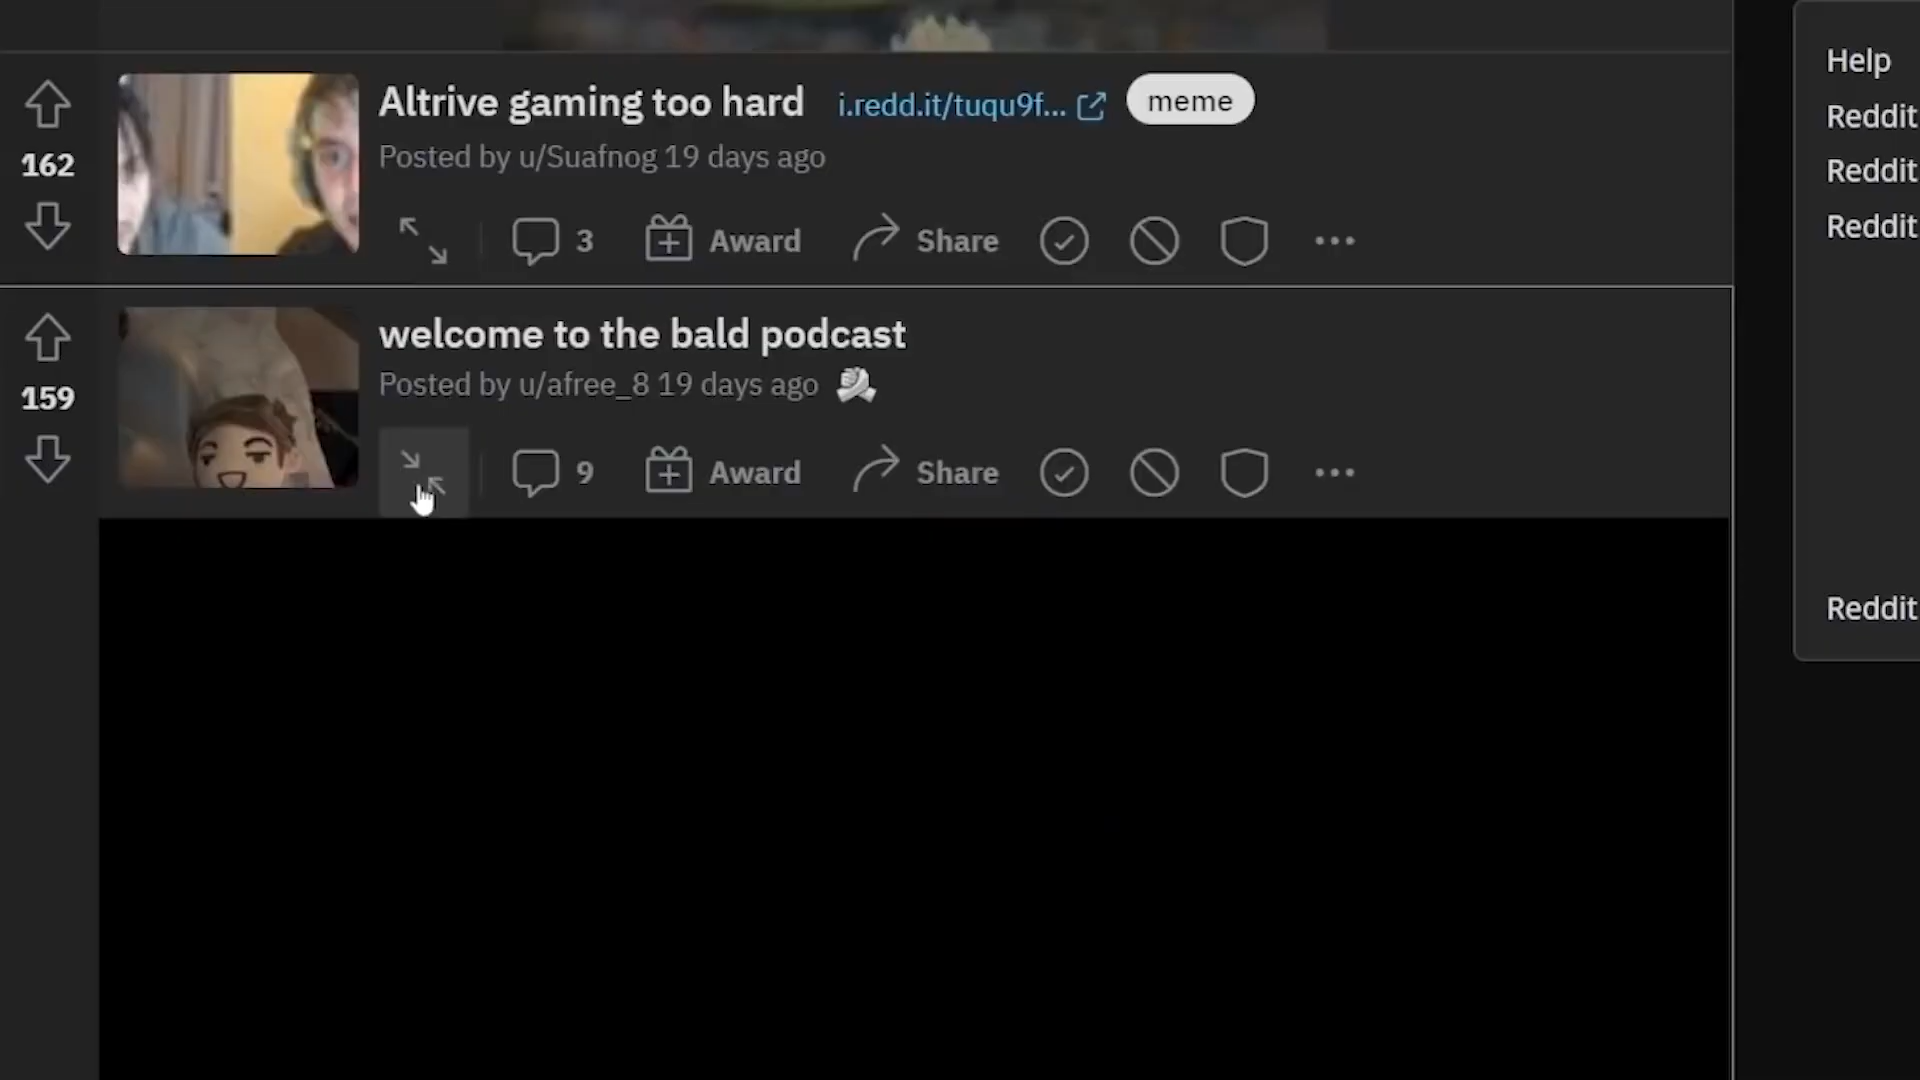 Help
Reddit
Reddit
Reddit
Reddit
162
Altrive gaming too hard i.redd.it/tuqu9f... meme
Posted by u/Suafnog 19 days ago
3 Award Share
159
welcome to the bald podcast
Posted by u/afree_8 19 days ago
9 Award Share